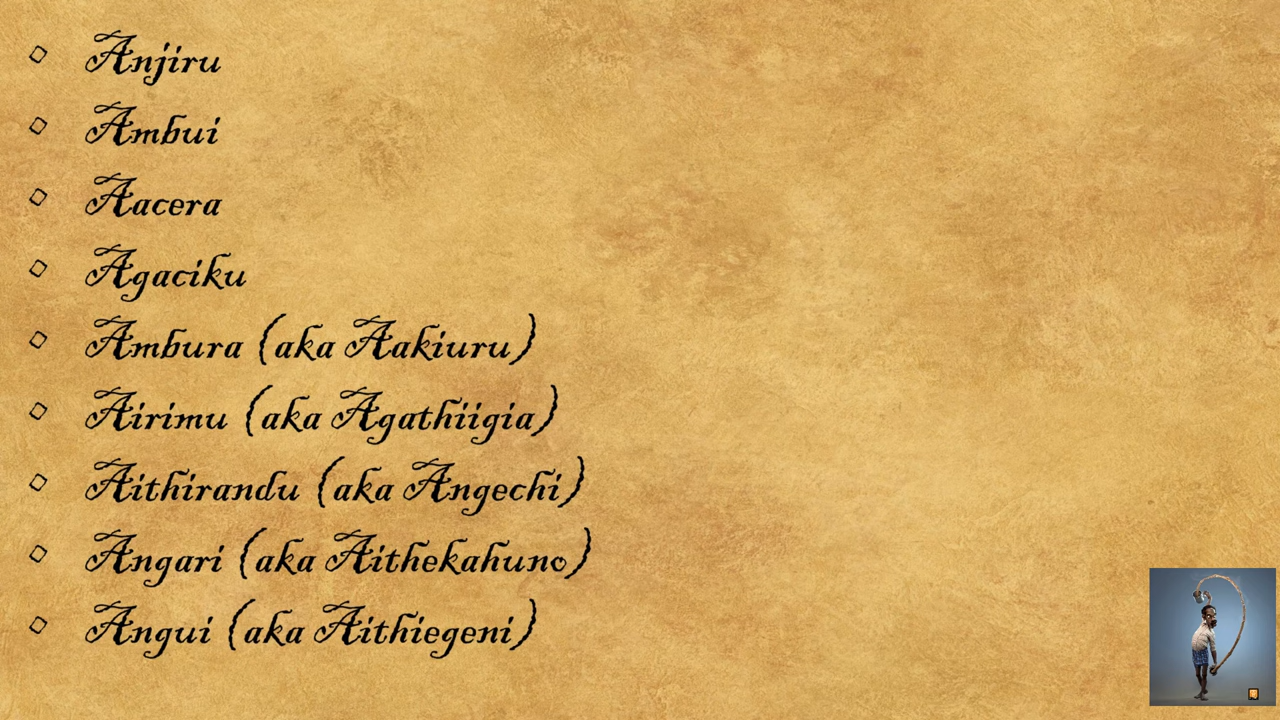 Anjiru
Ambui
Aacera
Agaciku
Ambura (aka Aakiuru)
Airimu (aka Agathiigia)
Aithirandu (aka Angechi)
Angari (aka Aithekahuno)
Angui (aka Aithiegeni)